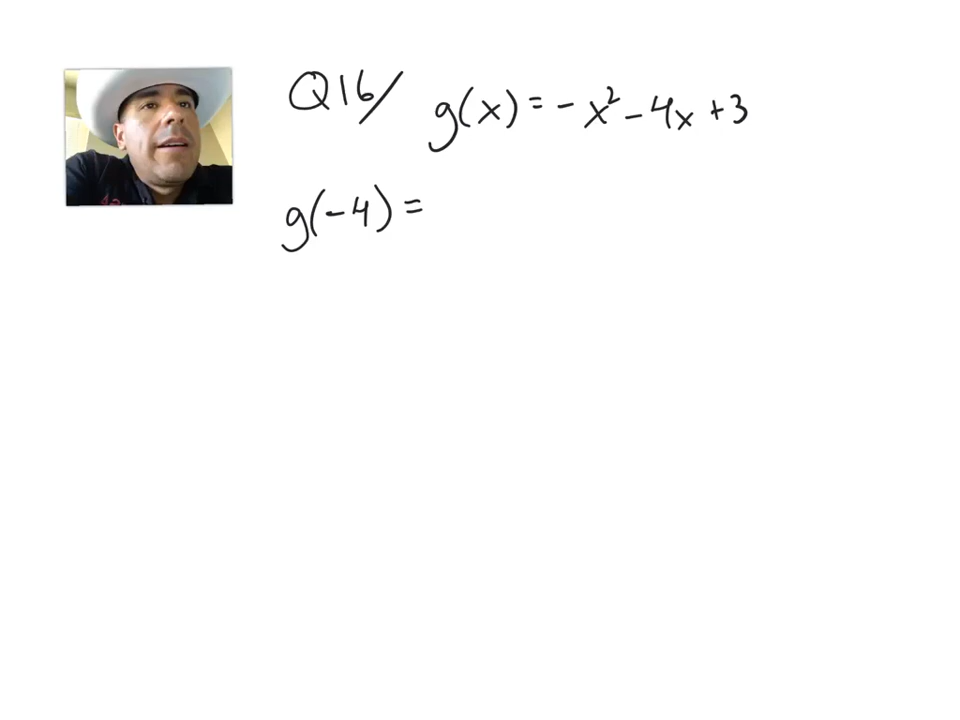 Q16/ g(x) = -x² - 4x + 3
g(-4) =